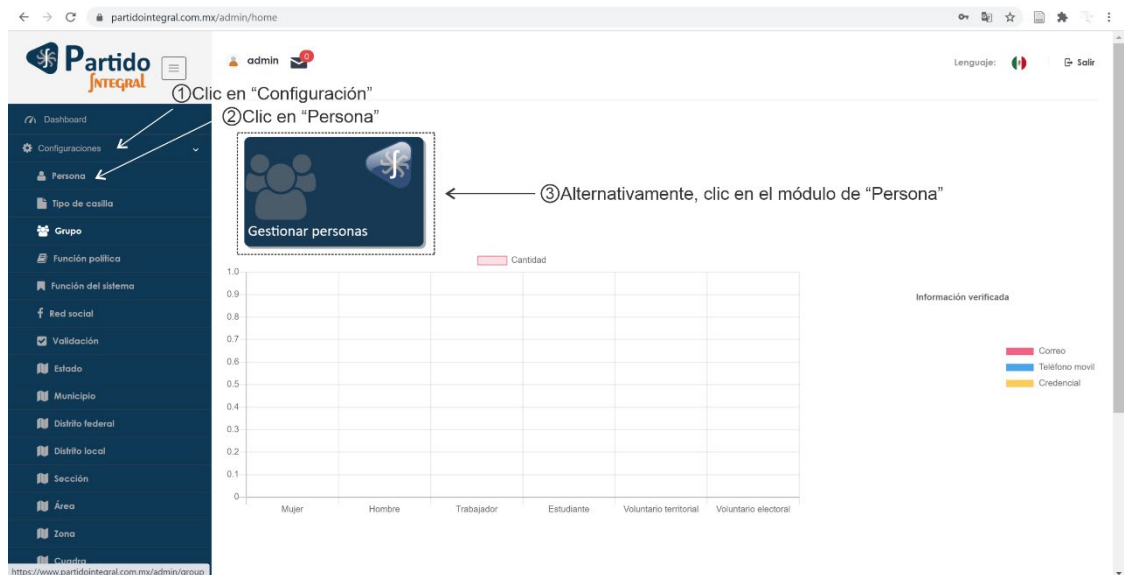 partidointegral.com.mx/admin/home
Partido
INTEGRAL
admin
0
Lenguaje:
Salir
①Clic en “Configuración”
②Clic en “Persona”
Dashboard
Configuraciones
Persona
Tipo de casilla
Grupo
Función política
Función del sistema
Red social
Validación
Estado
Municipio
Distrito federal
Distrito local
Sección
Área
Zona
Cuadra
https://www.partidointegral.com.mx/admin/group
Gestionar personas
③Alternativamente, clic en el módulo de “Persona”
Cantidad
1.0
0.9
0.8
0.7
0.6
0.5
0.4
0.3
0.2
0.1
0
Mujer Hombre Trabajador Estudiante Voluntario territorial Voluntario electoral
Información verificada
Correo
Teléfono movil
Credencial